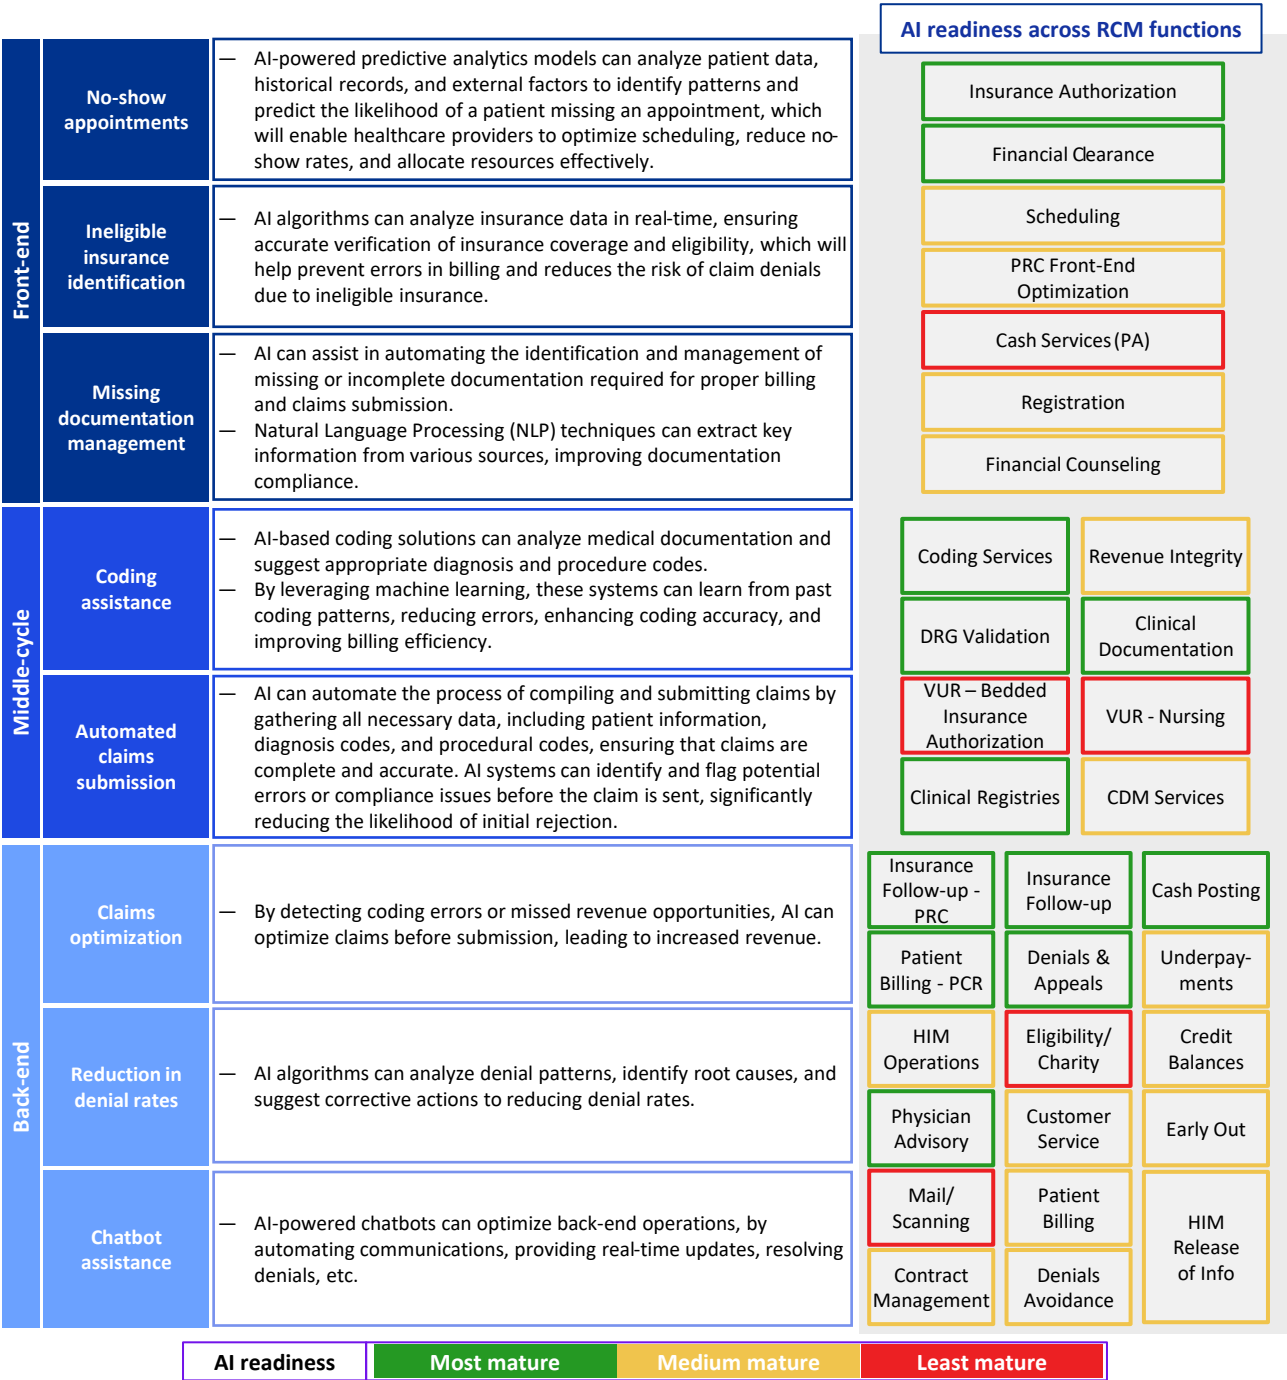 AI readiness across RCM functions
Front-end
No-show
appointments
— AI-powered predictive analytics models can analyze patient data,
historical records, and external factors to identify patterns and
predict the likelihood of a patient missing an appointment, which
will enable healthcare providers to optimize scheduling, reduce no-
show rates, and allocate resources effectively.
Ineligible
insurance
identification
— AI algorithms can analyze insurance data in real-time, ensuring
accurate verification of insurance coverage and eligibility, which will
help prevent errors in billing and reduces the risk of claim denials
due to ineligible insurance.
Missing
documentation
management
— AI can assist in automating the identification and management of
missing or incomplete documentation required for proper billing
and claims submission.
— Natural Language Processing (NLP) techniques can extract key
information from various sources, improving documentation
compliance.
Insurance Authorization
Financial Clearance
Scheduling
PRC Front-End
Optimization
Cash Services (PA)
Registration
Financial Counseling
Middle-cycle
Coding
assistance
— AI-based coding solutions can analyze medical documentation and
suggest appropriate diagnosis and procedure codes.
— By leveraging machine learning, these systems can learn from past
coding patterns, reducing errors, enhancing coding accuracy, and
improving billing efficiency.
Automated
claims
submission
— AI can automate the process of compiling and submitting claims by
gathering all necessary data, including patient information,
diagnosis codes, and procedural codes, ensuring that claims are
complete and accurate. AI systems can identify and flag potential
errors or compliance issues before the claim is sent, significantly
reducing the likelihood of initial rejection.
Coding Services
Revenue Integrity
DRG Validation
Clinical
Documentation
VUR – Bedded
Insurance
Authorization
VUR - Nursing
Clinical Registries
CDM Services
Back-end
Claims
optimization
— By detecting coding errors or missed revenue opportunities, AI can
optimize claims before submission, leading to increased revenue.
Reduction in
denial rates
— AI algorithms can analyze denial patterns, identify root causes, and
suggest corrective actions to reducing denial rates.
Chatbot
assistance
— AI-powered chatbots can optimize back-end operations, by
automating communications, providing real-time updates, resolving
denials, etc.
Insurance
Follow-up -
PRC
Insurance
Follow-up
Cash Posting
Patient
Billing - PCR
Denials &
Appeals
Underpay-
ments
HIM
Operations
Eligibility/
Charity
Credit
Balances
Physician
Advisory
Customer
Service
Early Out
Mail/
Scanning
Patient
Billing
HIM
Release
of Info
Contract
Management
Denials
Avoidance
AI readiness
Most mature
Medium mature
Least mature